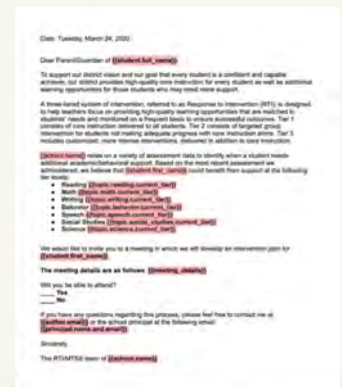 Date: Tuesday, March 24, 2020
Dear Parent/Guardian of {{student.full_name}}
To support our district vision and our goal that every student is a confident and capable
achiever, our district provides high-quality core instruction for every student as well as additional
learning opportunities for those students who may need more support.
A three-tiered system of intervention, referred to as Response to Intervention (RTI), is designed
to help teachers focus on providing high-quality learning opportunities that are matched to
students' needs and monitored on a frequent basis to ensure successful outcomes. Tier 1
consists of core instruction delivered to all students. Tier 2 consists of targeted group
intervention for students not making adequate progress with core instruction alone. Tier 3
includes customized, more intense interventions, delivered in addition to core instruction.
{{school.name}} relies on a variety of assessment data to identify when a student needs
additional academic/behavioral support. Based on the most recent assessment we
administered, we believe that {{student.first_name}} could benefit from support at the following
tier levels:
• Reading {{topic.reading.current_tier}}
• Math {{topic.math.current_tier}}
• Writing {{topic.writing.current_tier}}
• Behavior {{topic.behavior.current_tier}}
• Speech {{topic.speech.current_tier}}
• Social Studies {{topic.social_studies.current_tier}}
• Science {{topic.science.current_tier}}
We would like to invite you to a meeting in which we will develop an intervention plan for
{{student.first_name}}.
The meeting details are as follows: {{meeting_details}}
Will you be able to attend?
____ Yes
____ No
If you have any questions regarding this process, please feel free to contact me at
{{author.email}} or the school principal at the following email:
{{principal.name.and.email}}
Sincerely,
The RTI/MTSS team of {{school.name}}